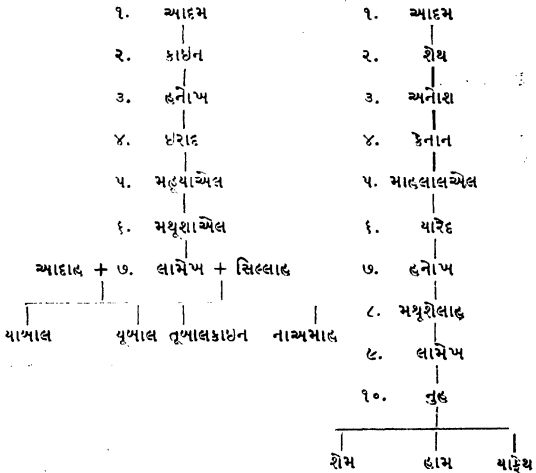 ૧. આદમ
૨. કાઇન
૩. હનોખ
૪. ઇરાદ
૫. મહૂયાએલ
૬. મથૂશાએલ
આદાહ + ૭. લામેખ + સિલ્લાહ
યાબાલ યૂબાલ તૂબાલકાઇન નાઅમાહ
૧. આદમ
૨. શેથ
૩. અનોશ
૪. કેનાન
૫. માહલાલએલ
૬. યારેદ
૭. હનોખ
૮. મથૂશેલાહ
૯. લામેખ
૧૦. નુહ
શેમ હામ યાફેથ